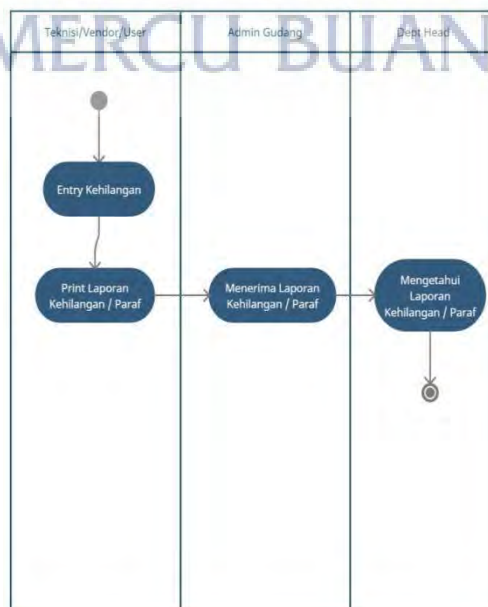 MERCU BUAN
Teknisi/Vendor/User
Admin Gudang
Dept Head
Entry Kehilangan
Print Laporan
Kehilangan / Paraf
Menerima Laporan
Kehilangan / Paraf
Mengetahui
Laporan
Kehilangan / Paraf